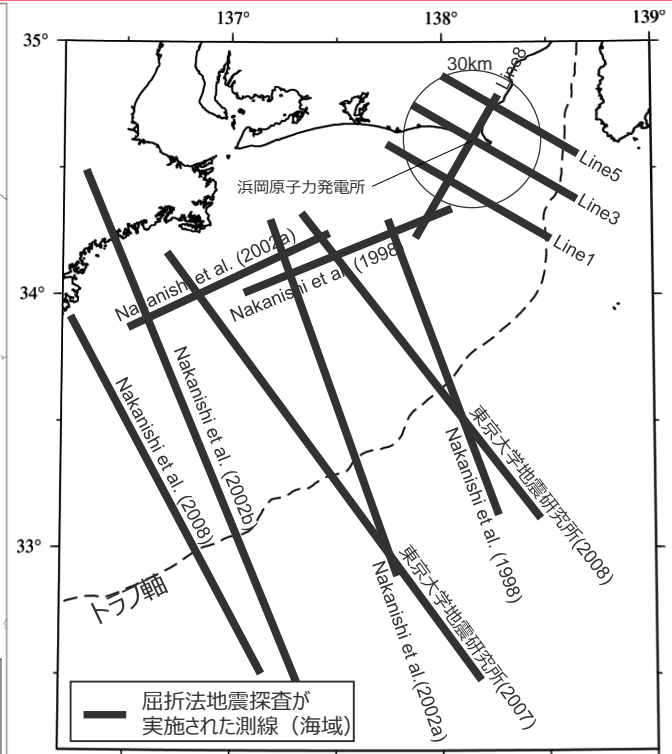 137°
138°
139°
35°
30km
Line8
Line5
Line3
Line1
浜岡原子力発電所
Nakanishi et al. (2002a)
Nakanishi et al. (1998)
34°
Nakanishi et al. (2008)
Nakanishi et al. (2002b)
東京大学地震研究所(2008)
Nakanishi et al. (1998)
33°
トラフ軸
東京大学地震研究所(2007)
Nakanishi et al.(2002a)
屈折法地震探査が
実施された測線（海域）